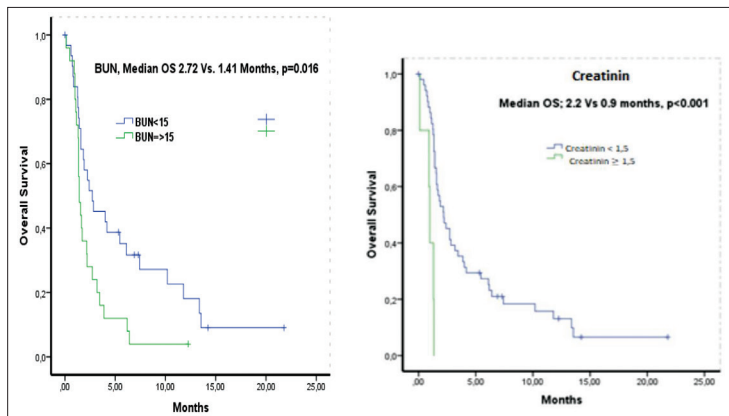 BUN, Median OS 2.72 Vs. 1.41 Months, p=0.016
BUN<15
BUN=>15
Overall Survival
1,0
0,8
0,6
0,4
0,2
0,0
,00
5,00
10,00
15,00
20,00
25,00
Months
Creatinin
Median OS; 2.2 Vs 0.9 months, p<0.001
Creatinin < 1,5
Creatinin ≥ 1,5
Overall Survival
1,0
0,8
0,6
0,4
0,2
0,0
,00
5,00
10,00
15,00
20,00
25,00
Months